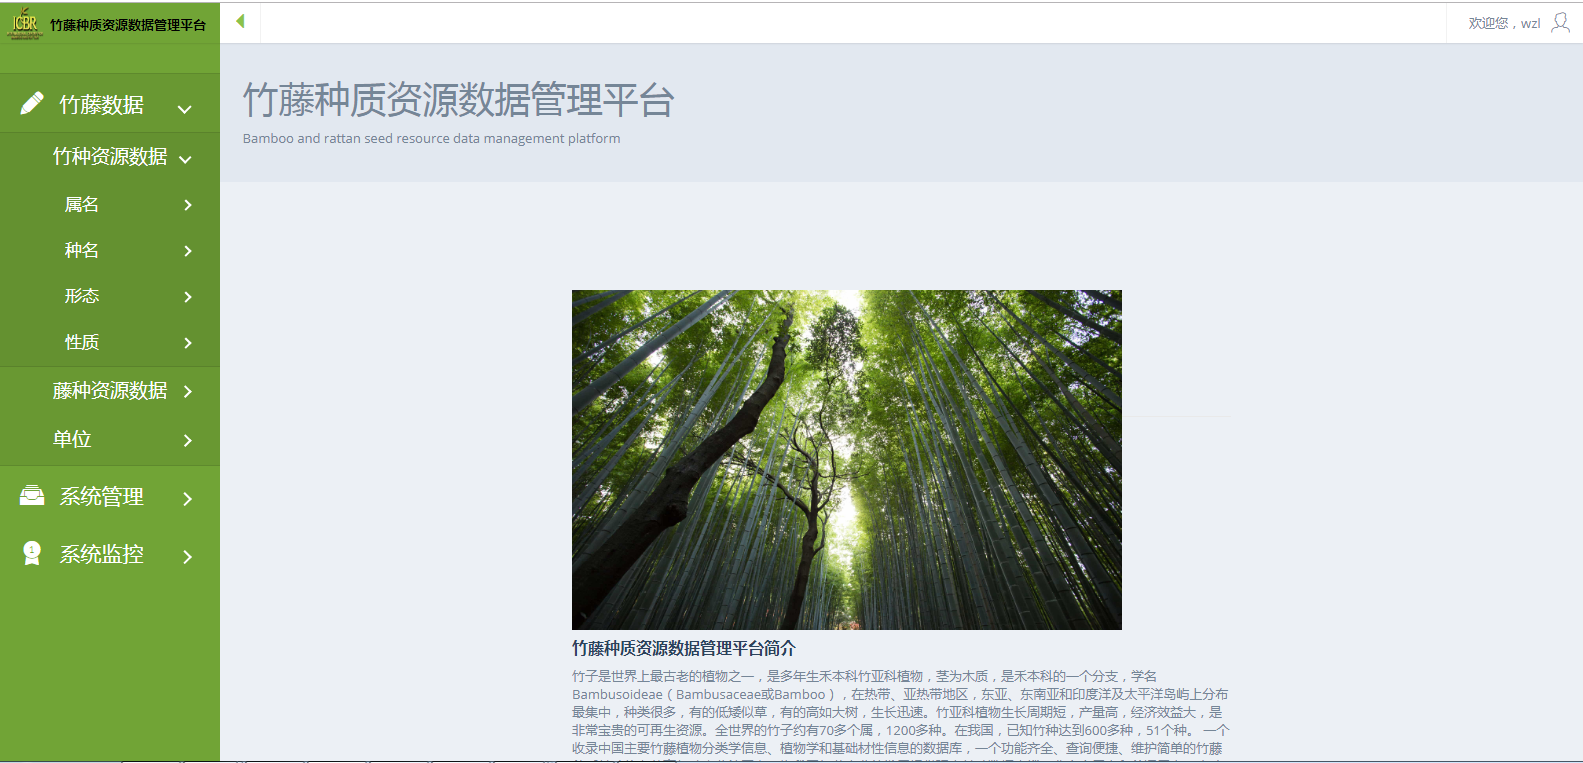 JCBR 竹藤种质资源数据管理平台
欢迎您，wzl
竹藤数据
竹种资源数据
属名
种名
形态
性质
藤种资源数据
单位
系统管理
1
系统监控
竹藤种质资源数据管理平台
Bamboo and rattan seed resource data management platform
竹藤种质资源数据管理平台简介
竹子是世界上最古老的植物之一，是多年生禾本科竹亚科植物，茎为木质，是禾本科的一个分支，学名
Bambusoideae（Bambusaceae或Bamboo），在热带、亚热带地区，东亚、东南亚和印度洋及太平洋岛屿上分布
最集中，种类很多，有的低矮似草，有的高如大树，生长迅速。竹亚科植物生长周期短，产量高，经济效益大，是
非常宝贵的可再生资源。全世界的竹子约有70多个属，1200多种。在我国，已知竹种达到600多种，51个种。 一个
收录中国主要竹藤植物分类学信息、植物学和基础材性信息的数据库，一个功能齐全、查询便捷、维护简单的竹藤